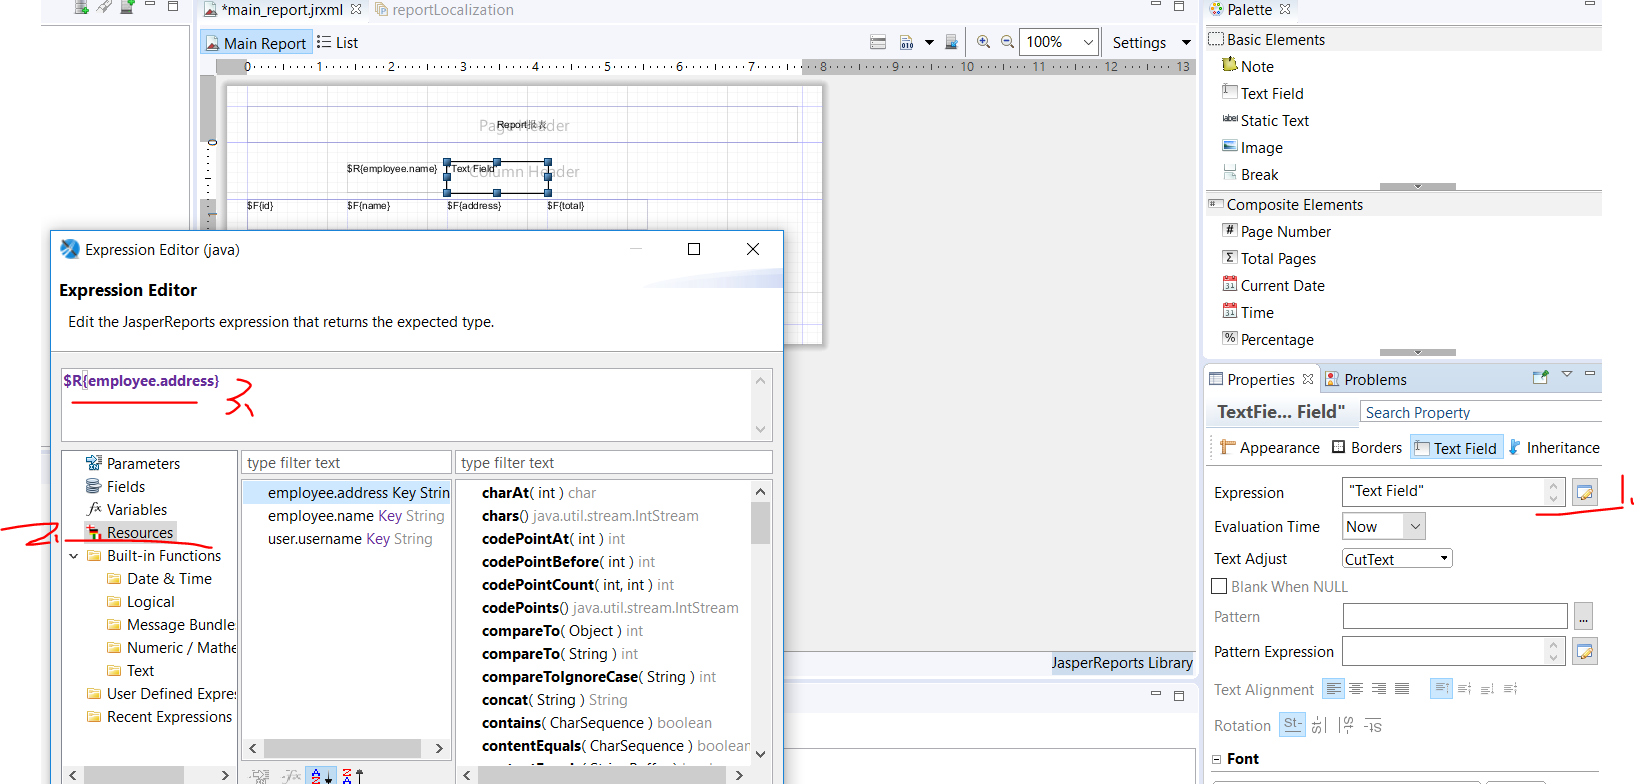 *main_report.jrxml
reportLocalization
Main Report
List
100%
Settings
0 1 2 3 4 5 6 7 8 9 10 11 12 13
0
1
Page Header
Report报表
$R{employee.name}
"Text Field"
Column Header
$F{id} $F{name} $F{address} $F{total}
Expression Editor (java)
Expression Editor
Edit the JasperReports expression that returns the expected type.
$R{employee.address}
3、
Parameters
Fields
Variables
2、
Resources
Built-in Functions
Date & Time
Logical
Message Bundle
Numeric / Mathe
Text
User Defined Expre
Recent Expressions
type filter text
employee.address Key Strin
employee.name Key String
user.username Key String
type filter text
charAt( int ) char
chars() java.util.stream.IntStream
codePointAt( int ) int
codePointBefore( int ) int
codePointCount( int, int ) int
codePoints() java.util.stream.IntStream
compareTo( Object ) int
compareTo( String ) int
compareToIgnoreCase( String ) int
concat( String ) String
contains( CharSequence ) boolean
contentEquals( CharSequence ) boolean
JasperReports Library
Palette
Basic Elements
Note
Text Field
Static Text
Image
Break
Composite Elements
Page Number
Total Pages
Current Date
Time
Percentage
Properties
Problems
TextFie... Field"
Search Property
Appearance
Borders
Text Field
Inheritance
Expression
"Text Field"
1、
Evaluation Time
Now
Text Adjust
CutText
Blank When NULL
Pattern
...
Pattern Expression
Text Alignment
Rotation
Font